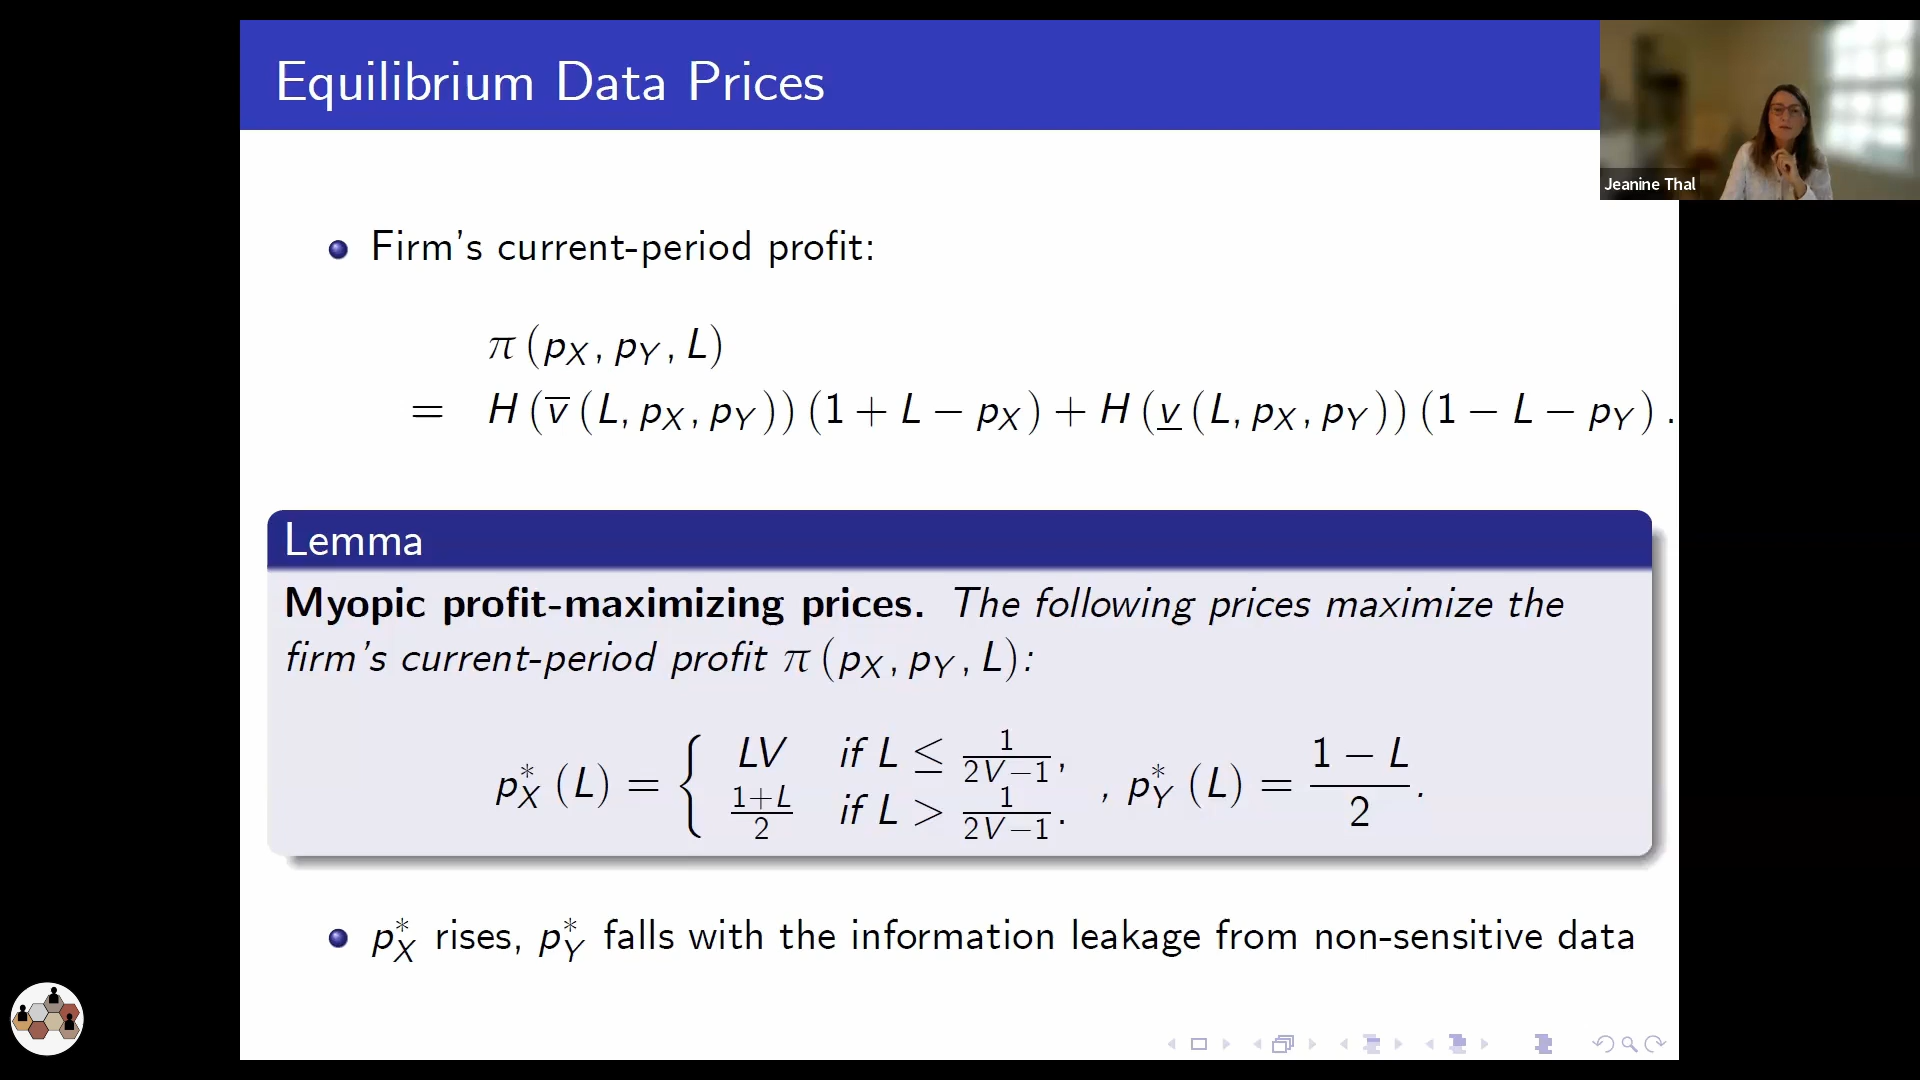 Equilibrium Data Prices
Jeanine Thal
Firm's current-period profit:
π (p_X, p_Y, L)
= H (v̅ (L, p_X, p_Y)) (1 + L − p_X) + H (v̲ (L, p_X, p_Y)) (1 − L − p_Y) .
Lemma
Myopic profit-maximizing prices. The following prices maximize the
firm's current-period profit π (p_X, p_Y, L):
p*_X (L) = { LV if L ≤ 1/(2V−1), (1+L)/2 if L > 1/(2V−1). , p*_Y (L) = (1 − L)/2 .
p*_X rises, p*_Y falls with the information leakage from non-sensitive data